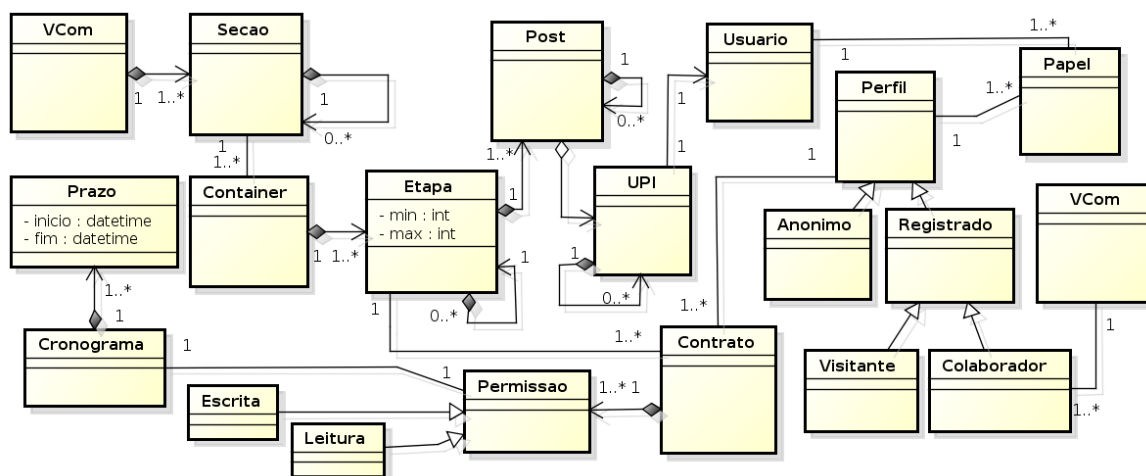 VCom
1
1..*
Secao
1
0..*
1
1..*
Post
1
0..*
Usuario
1
1..*
Papel
Perfil
1..*
1
1
1
1
Prazo
- inicio : datetime
- fim : datetime
1..*
1
Cronograma
1
Container
1
1..*
Etapa
- min : int
- max : int
1
1..*
1
0..*
1
1..*
UPI
1
0..*
1..*
Anonimo
Registrado
VCom
1
1..*
Visitante
Colaborador
Contrato
1
1..*
Permissao
1
Escrita
Leitura